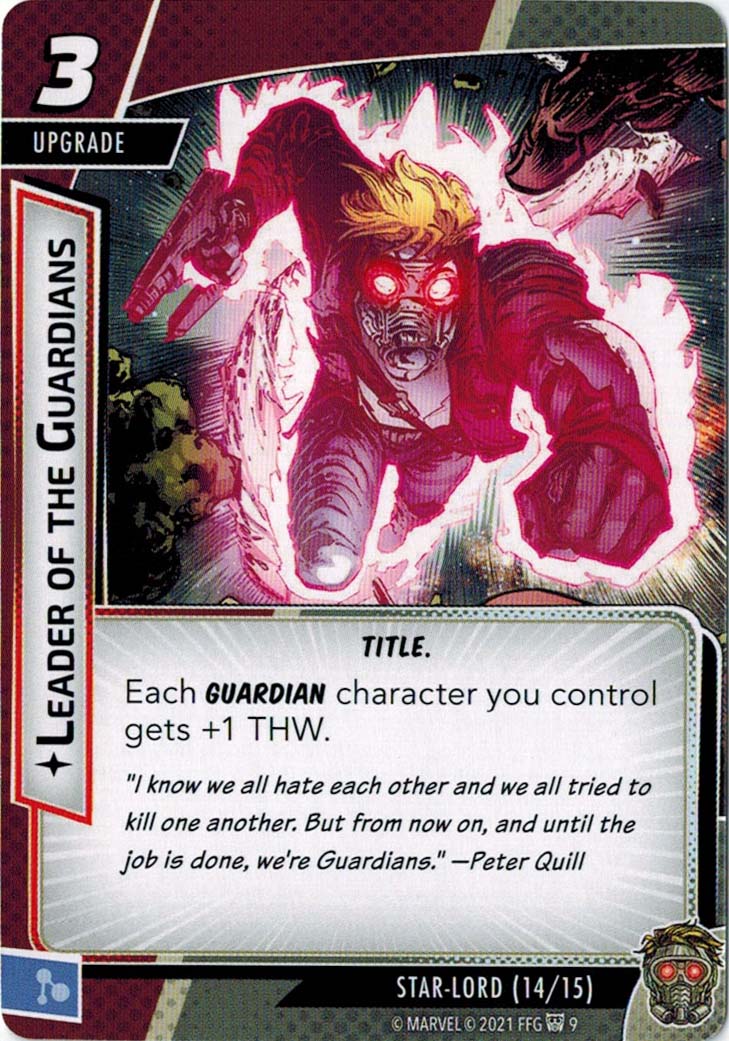 3
UPGRADE
LEADER OF THE GUARDIANS
TITLE.
Each GUARDIAN character you control
gets +1 THW.
"I know we all hate each other and we all tried to
kill one another. But from now on, and until the
job is done, we're Guardians." —Peter Quill
STAR-LORD (14/15)
© MARVEL © 2021 FFG 9